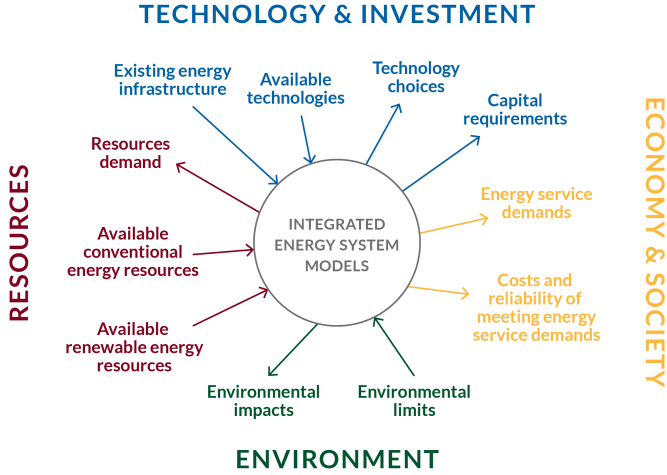 TECHNOLOGY & INVESTMENT
Existing energy
infrastructure
Available
technologies
Technology
choices
Capital
requirements
RESOURCES
Resources
demand
Available
conventional
energy resources
Available
renewable energy
resources
INTEGRATED
ENERGY SYSTEM
MODELS
ECONOMY & SOCIETY
Energy service
demands
Costs and
reliability of
meeting energy
service demands
Environmental
impacts
Environmental
limits
ENVIRONMENT